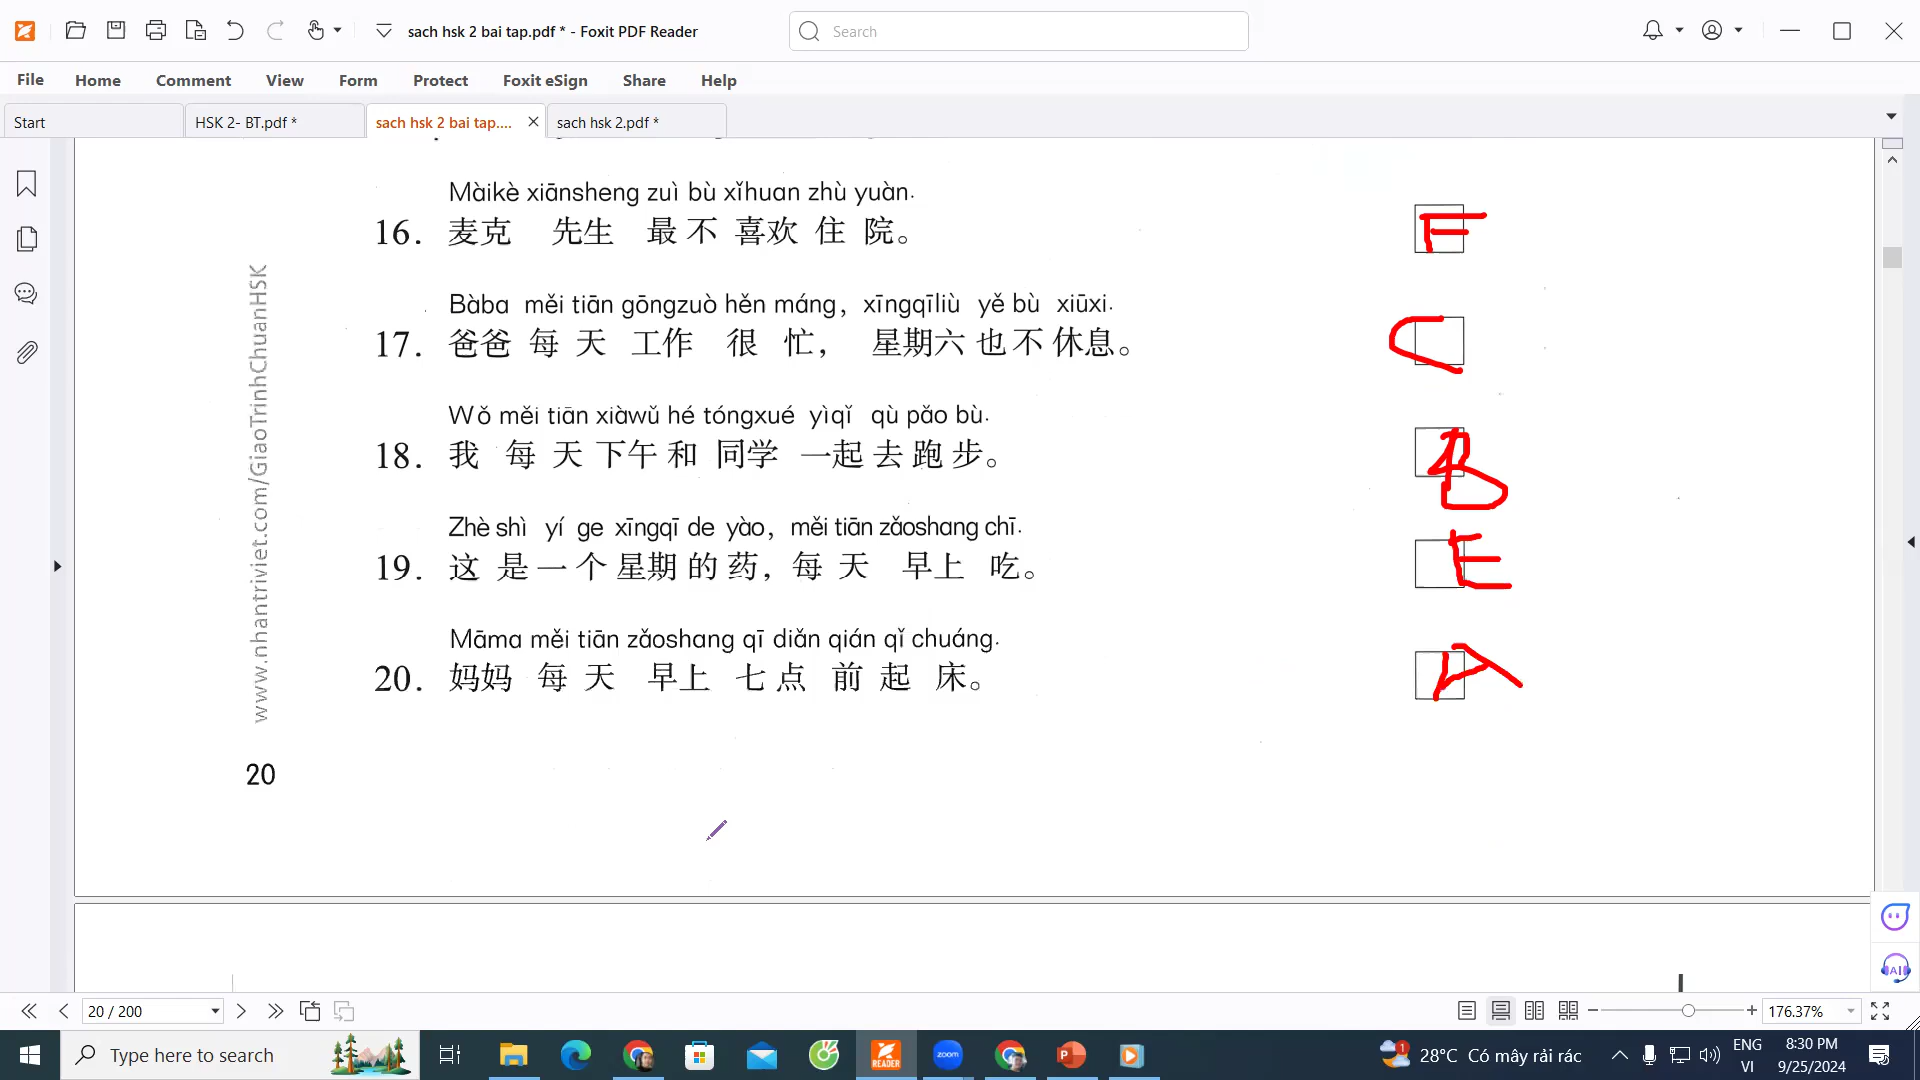 sach hsk 2 bai tap.pdf * - Foxit PDF Reader
Search
File Home Comment View Form Protect Foxit eSign Share Help
Start
HSK 2- BT.pdf *
sach hsk 2 bai tap....
sach hsk 2.pdf *
Màikè xiānsheng zuì bù xǐhuan zhù yuàn.
16. 麦克 先生 最 不 喜欢 住 院。
F
Bàba měi tiān gōngzuò hěn máng, xīngqīliù yě bù xiūxi.
17. 爸爸 每 天 工作 很 忙, 星期六 也 不 休息。
C
Wǒ měi tiān xiàwǔ hé tóngxué yìqǐ qù pǎo bù.
18. 我 每 天 下午 和 同学 一起 去 跑 步。
B
Zhè shì yí ge xīngqī de yào, měi tiān zǎoshang chī.
19. 这 是 一 个 星期 的 药, 每 天 早上 吃。
E
Māma měi tiān zǎoshang qī diǎn qián qǐ chuáng.
20. 妈妈 每 天 早上 七 点 前 起 床。
A
www.nhantriviet.com/GiaoTrinhChuanHSK
20
AI
20 / 200
176.37%
Type here to search
READER
zoom
28°C Có mây rải rác
ENG
VI
8:30 PM
9/25/2024